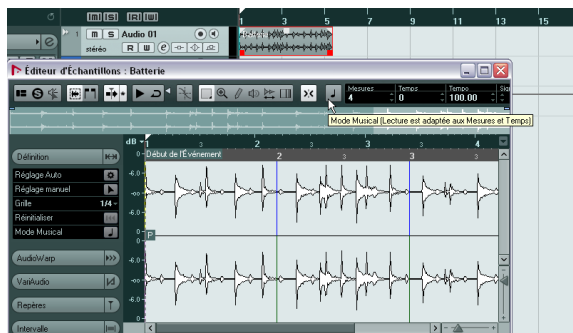 M S R W
1 3 5 7 9 11 13 15
1 M S Audio 01
stéréo R W e
Éditeur d'Échantillons : Batterie
Mesures Temps Tempo
4 0 100.00
Mode Musical (Lecture est adaptée aux Mesures et Temps)
dB 1 2 3 4
Définition
Début de l'Événement
2 3
Réglage Auto
Réglage manuel
Grille 1/4
Réinitialiser
Mode Musical
P
AudioWarp
VariAudio
Repères
Intervalle